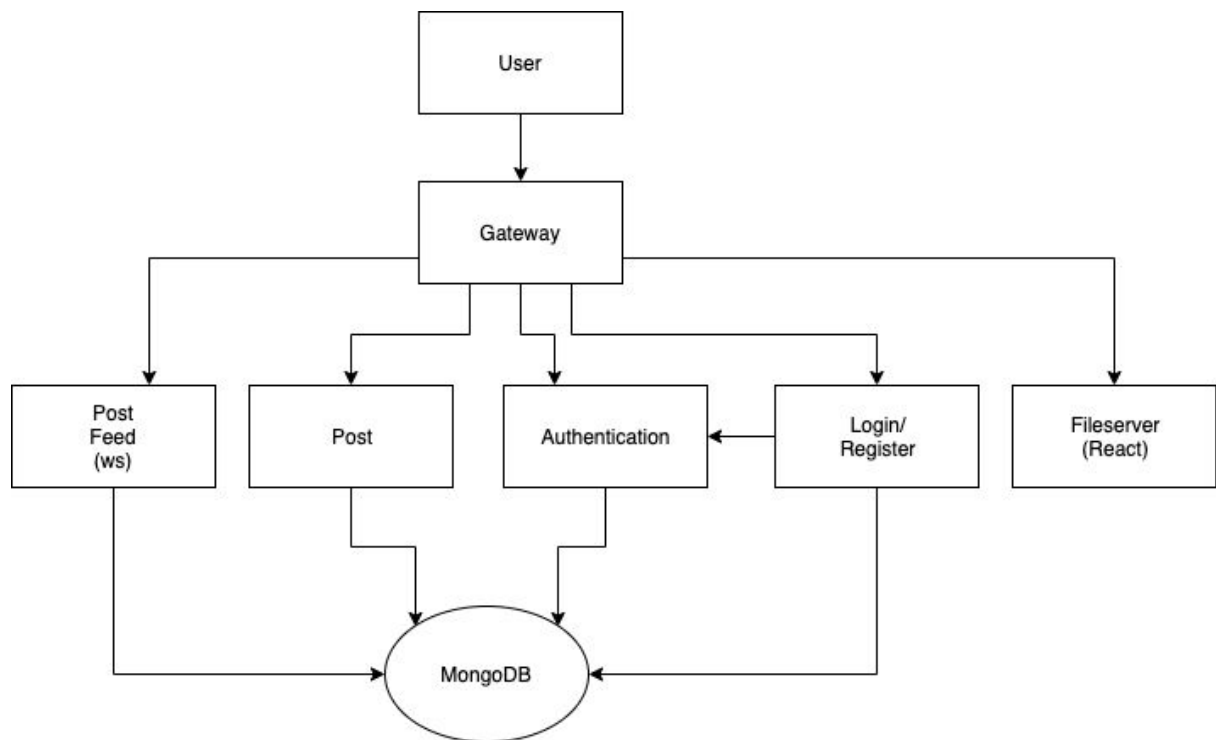 User
Gateway
Post
Feed
(ws)
Post
Authentication
Login/
Register
Fileserver
(React)
MongoDB